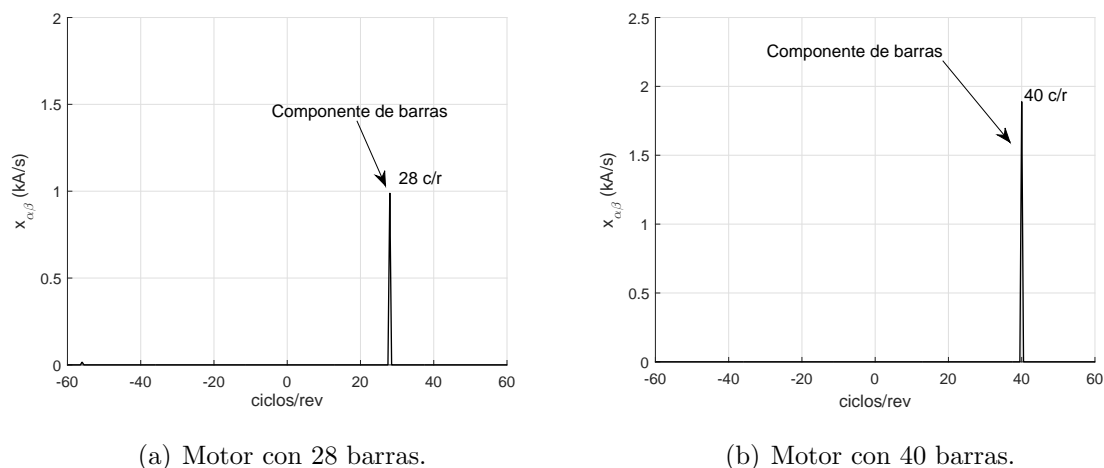 2
1.5
1
0.5
0
-60
-40
-20
0
20
40
60
x αβ (kA/s)
ciclos/rev
Componente de barras
28 c/r
(a) Motor con 28 barras.
2.5
2
1.5
1
0.5
0
-60
-40
-20
0
20
40
60
x αβ (kA/s)
ciclos/rev
Componente de barras
40 c/r
(b) Motor con 40 barras.